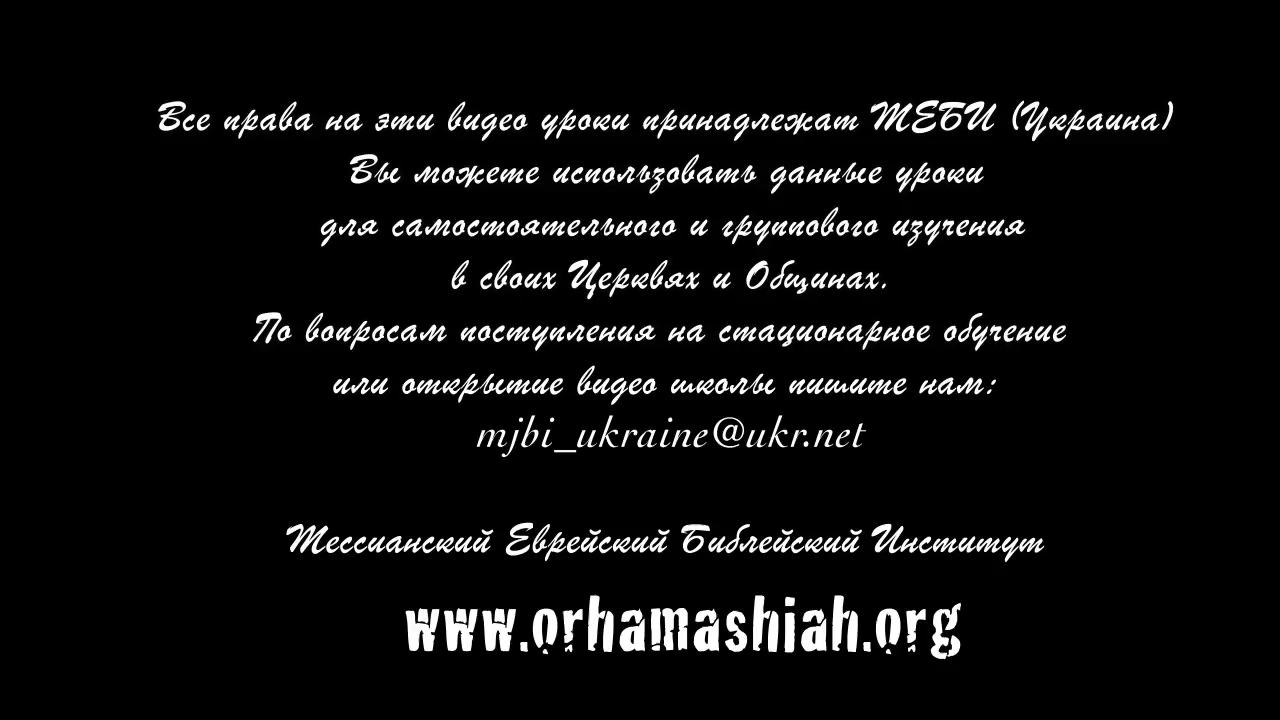 Все права на эти видео уроки принадлежат МЕБИ (Украина)
Вы можете использовать данные уроки
для самостоятельного и группового изучения
в своих Церквях и Общинах.
По вопросам поступления на стационарное обучение
или открытие видео школы пишите нам:
mjbi_ukraine@ukr.net
Мессианский Еврейский Библейский Институт
www.orhamashiah.org